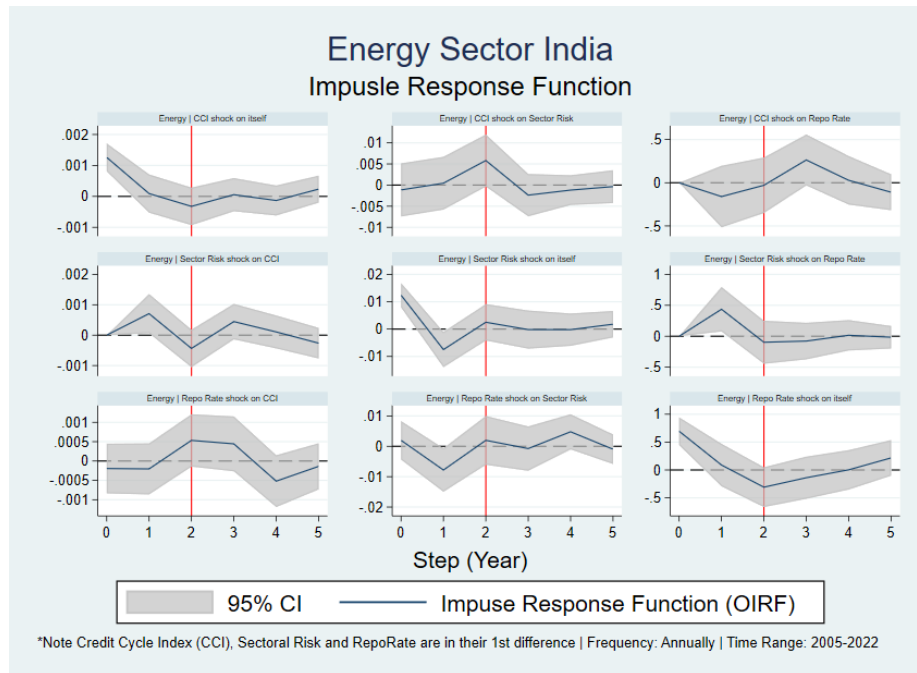 Energy Sector India
Impusle Response Function
Energy | CCI shock on itself
Energy | CCI shock on Sector Risk
Energy | CCI shock on Repo Rate
.002
.001
0
-.001
.01
.005
0
-.005
-.01
.5
0
-.5
Energy | Sector Risk shock on CCI
Energy | Sector Risk shock on itself
Energy | Sector Risk shock on Repo Rate
.002
.001
0
-.001
.02
.01
0
-.01
1
.5
0
-.5
Energy | Repo Rate shock on CCI
Energy | Repo Rate shock on Sector Risk
Energy | Repo Rate shock on itself
.001
.0005
0
-.0005
-.001
.01
0
-.01
-.02
1
.5
0
-.5
0 1 2 3 4 5
0 1 2 3 4 5
0 1 2 3 4 5
Step (Year)
95% CI
Impuse Response Function (OIRF)
*Note Credit Cycle Index (CCI), Sectoral Risk and RepoRate are in their 1st difference | Frequency: Annually | Time Range: 2005-2022